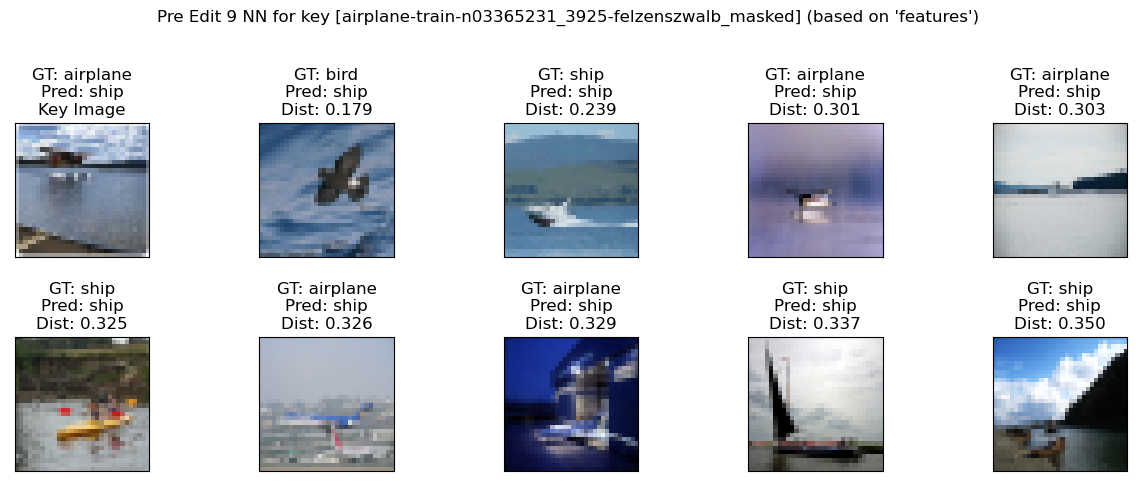 Pre Edit 9 NN for key [airplane-train-n03365231_3925-felzenszwalb_masked] (based on 'features')
GT: airplane
Pred: ship
Key Image
GT: bird
Pred: ship
Dist: 0.179
GT: ship
Pred: ship
Dist: 0.239
GT: airplane
Pred: ship
Dist: 0.301
GT: airplane
Pred: ship
Dist: 0.303
GT: ship
Pred: ship
Dist: 0.325
GT: airplane
Pred: ship
Dist: 0.326
GT: airplane
Pred: ship
Dist: 0.329
GT: ship
Pred: ship
Dist: 0.337
GT: ship
Pred: ship
Dist: 0.350